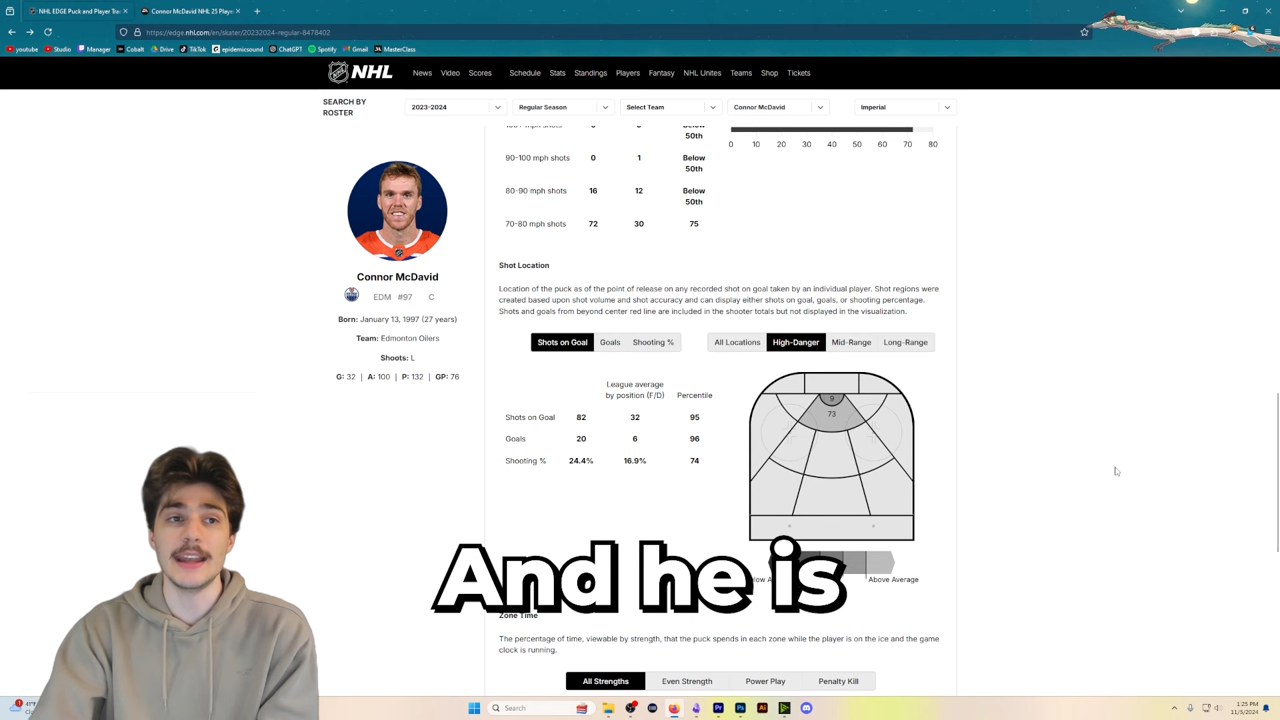 NHL EDGE Puck and Player Trac
Connor McDavid NHL 25 Player
https://edge.nhl.com/en/skater/20232024-regular-8478402
youtube Studio Manager Cobalt Drive TikTok epidemicsound ChatGPT Spotify Gmail MasterClass
NHL News Video Scores Schedule Stats Standings Players Fantasy NHL Unites Teams Shop Tickets
SEARCH BY
ROSTER
2023-2024 Regular Season Select Team Connor McDavid Imperial
Below
50th
0 10 20 30 40 50 60 70 80
90-100 mph shots 0 1 Below
50th
80-90 mph shots 16 12 Below
50th
70-80 mph shots 72 30 75
Connor McDavid
EDM #97 C
Born: January 13, 1997 (27 years)
Team: Edmonton Oilers
Shoots: L
G: 32 | A: 100 | P: 132 | GP: 76
Shot Location
Location of the puck as of the point of release on any recorded shot on goal taken by an individual player. Shot regions were
created based upon shot volume and shot accuracy and can display either shots on goal, goals, or shooting percentage.
Shots and goals from beyond center red line are included in the shooter totals but not displayed in the visualization.
Shots on Goal Goals Shooting % All Locations High-Danger Mid-Range Long-Range
League average
by position (F/D) Percentile
Shots on Goal 82 32 95
Goals 20 6 96
Shooting % 24.4% 16.9% 74
9
73
Above Average
And he is
Zone Time
The percentage of time, viewable by strength, that the puck spends in each zone while the player is on the ice and the game
clock is running.
All Strengths Even Strength Power Play Penalty Kill
Search
1:25 PM
11/3/2024